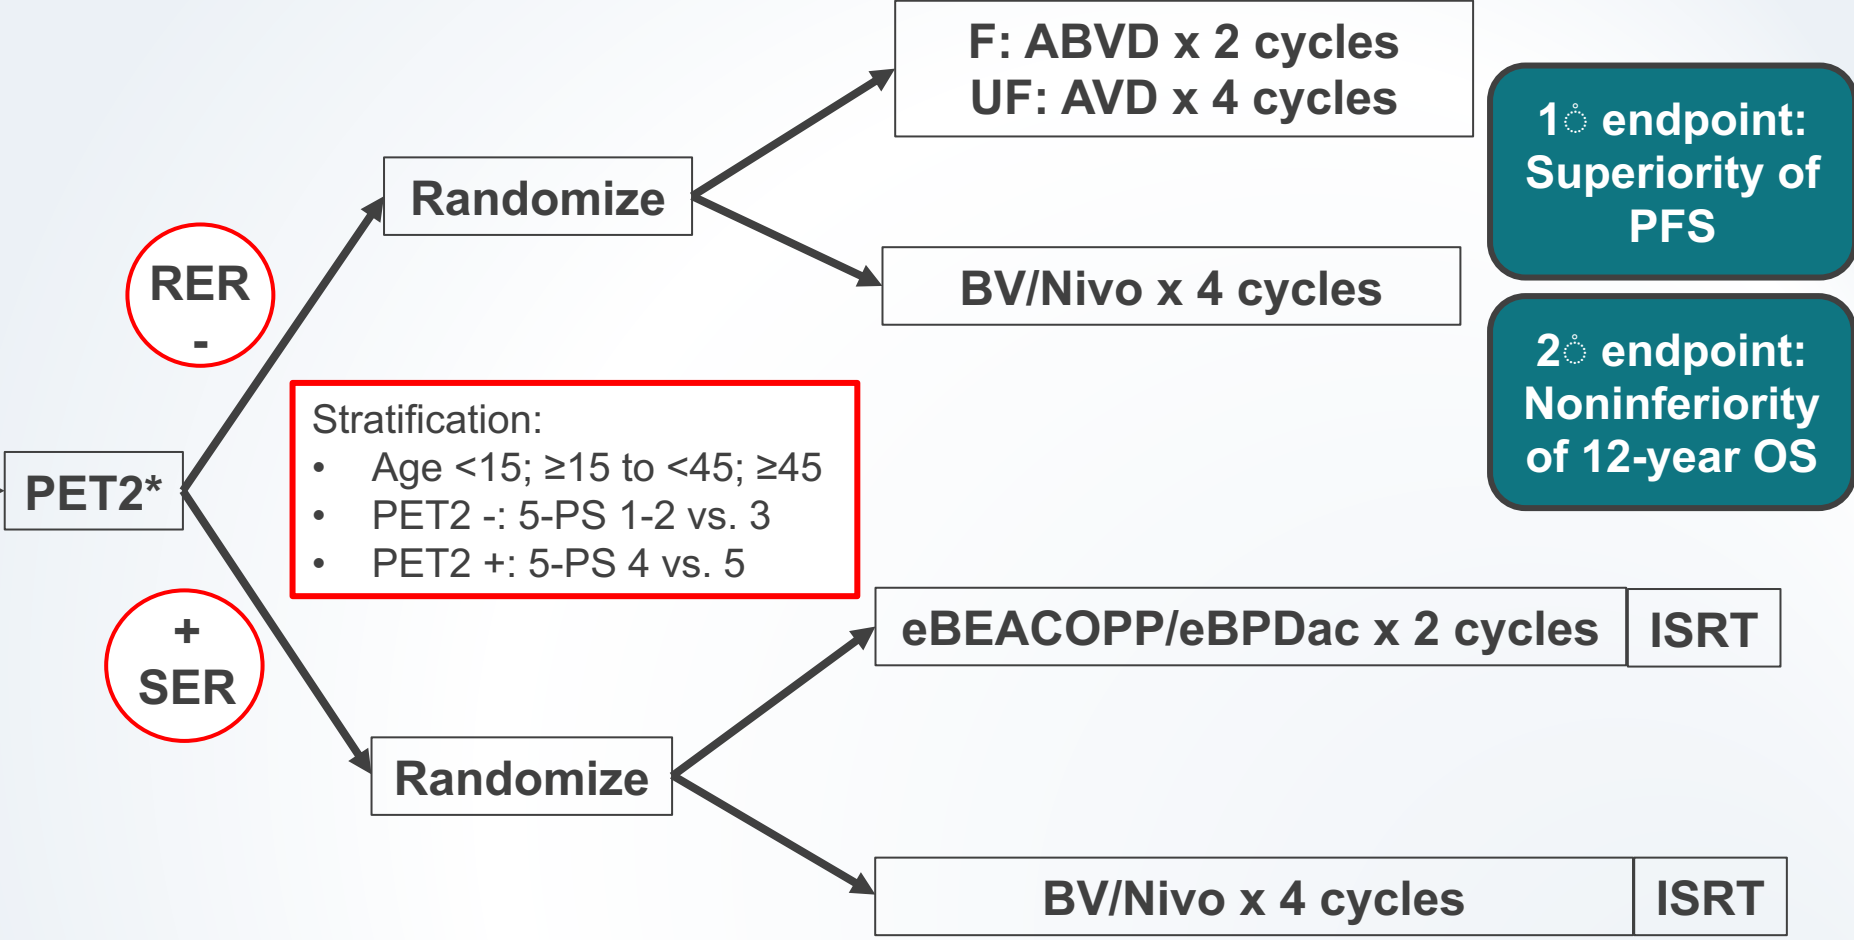 F: ABVD x 2 cycles
UF: AVD x 4 cycles
1° endpoint:
Superiority of
PFS
Randomize
RER
-
BV/Nivo x 4 cycles
2° endpoint:
Noninferiority
of 12-year OS
Stratification:
• Age <15; ≥15 to <45; ≥45
• PET2 -: 5-PS 1-2 vs. 3
• PET2 +: 5-PS 4 vs. 5
PET2*
+
SER
eBEACOPP/eBPDac x 2 cycles ISRT
Randomize
BV/Nivo x 4 cycles ISRT